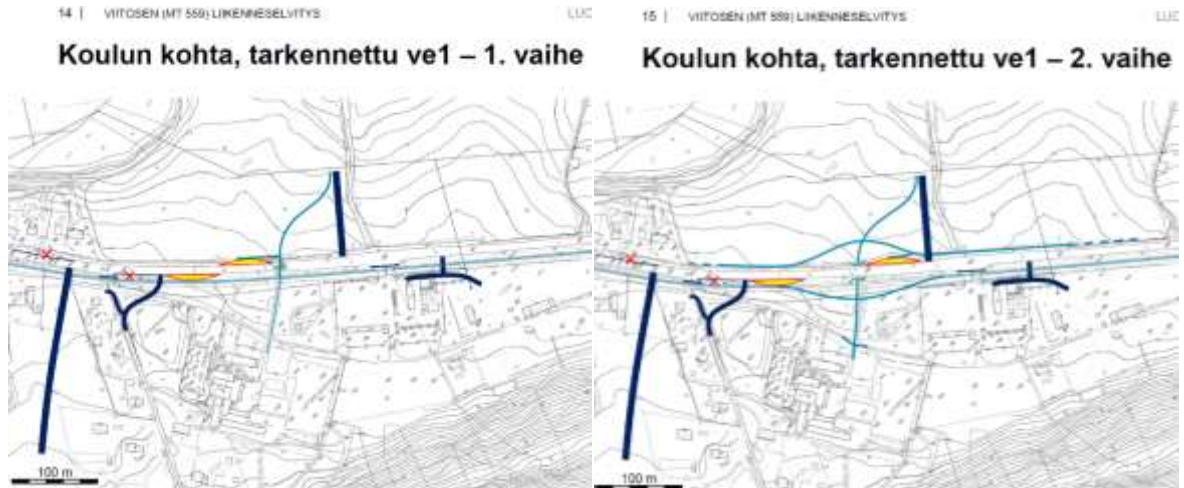 14 | VIITOSEN (MT 559) LIIKENNESELVITYS
Koulun kohta, tarkennettu ve1 – 1. vaihe
100 m
15 | VIITOSEN (MT 559) LIIKENNESELVITYS
LUO
Koulun kohta, tarkennettu ve1 – 2. vaihe
100 m